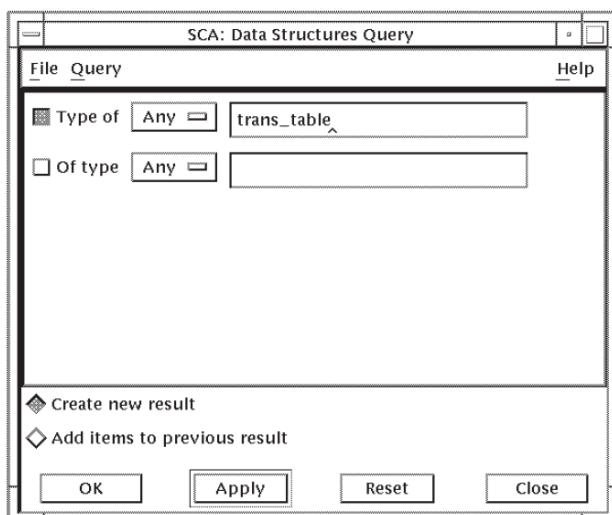 SCA: Data Structures Query
File Query Help
Type of Any trans_table
Of type Any
Create new result
Add items to previous result
OK Apply Reset Close